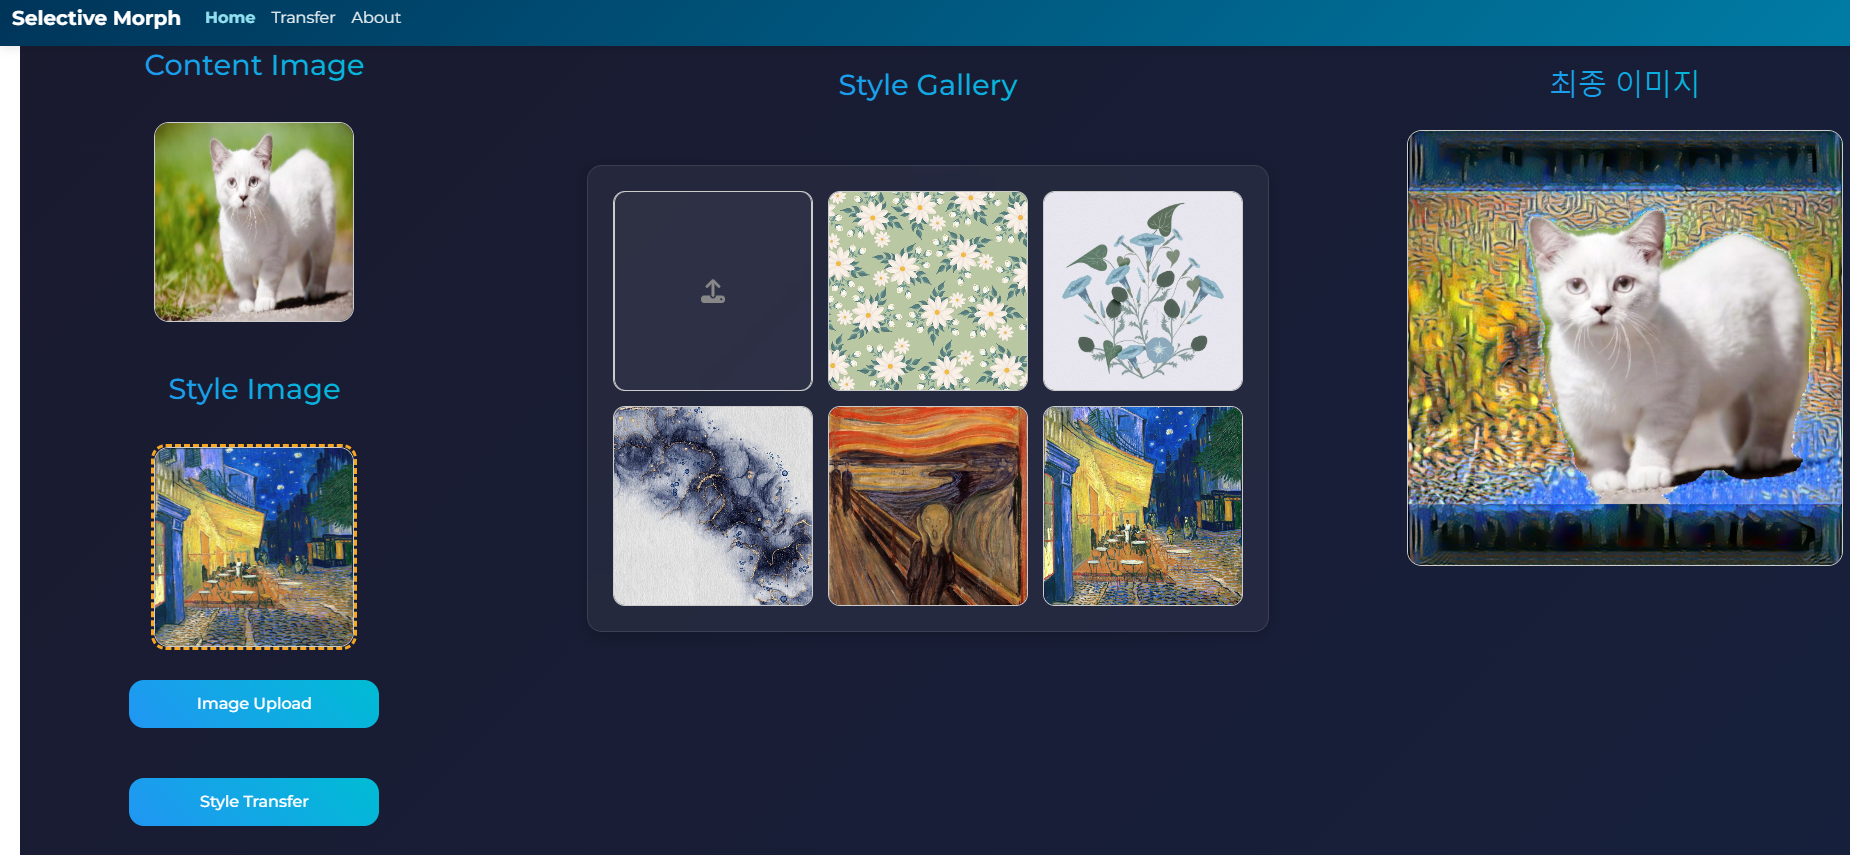 Selective Morph Home Transfer About
Content Image
Style Image
Image Upload
Style Transfer
Style Gallery
최종 이미지